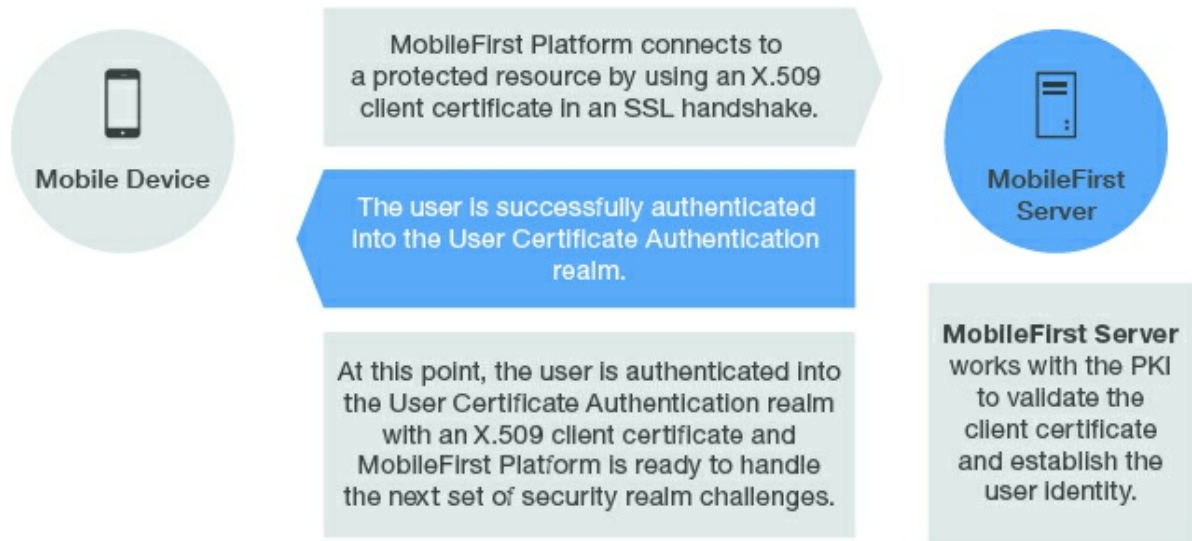 Mobile Device
MobileFirst Platform connects to
a protected resource by using an X.509
client certificate in an SSL handshake.
MobileFirst
Server
The user is successfully authenticated
into the User Certificate Authentication
realm.
At this point, the user is authenticated into
the User Certificate Authentication realm
with an X.509 client certificate and
MobileFirst Platform is ready to handle
the next set of security realm challenges.
MobileFirst Server
works with the PKI
to validate the
client certificate
and establish the
user identity.